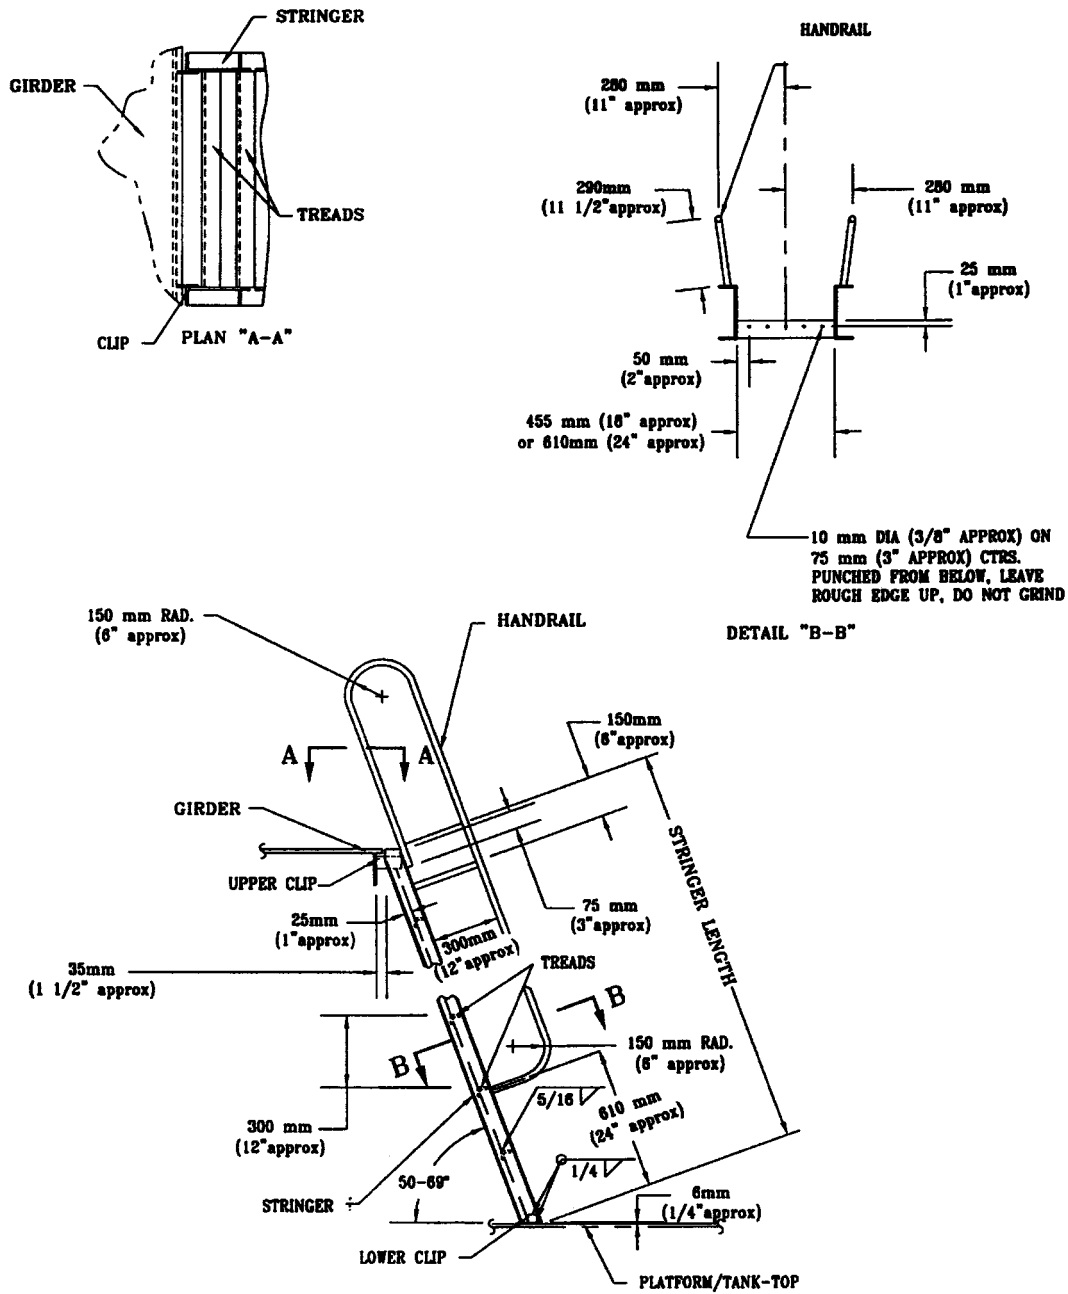 STRINGER
GIRDER
TREADS
CLIP
PLAN "A-A"
HANDRAIL
280 mm
(11" approx)
290mm
(11 1/2"approx)
280 mm
(11" approx)
25 mm
(1"approx)
50 mm
(2"approx)
455 mm (18" approx)
or 610mm (24" approx)
10 mm DIA (3/8" APPROX) ON
75 mm (3" APPROX) CTRS.
PUNCHED FROM BELOW, LEAVE
ROUGH EDGE UP, DO NOT GRIND
DETAIL "B-B"
150 mm RAD.
(6" approx)
HANDRAIL
150mm
(6"approx)
A
A
GIRDER
UPPER CLIP
STRINGER LENGTH
25mm
(1"approx)
75 mm
(3"approx)
300mm
(12"approx)
35mm
(1 1/2" approx)
TREADS
B
B
150 mm RAD.
(6" approx)
5/16
610 mm
(24" approx)
300 mm
(12"approx)
1/4
50-69°
STRINGER
6mm
(1/4"approx)
LOWER CLIP
PLATFORM/TANK-TOP